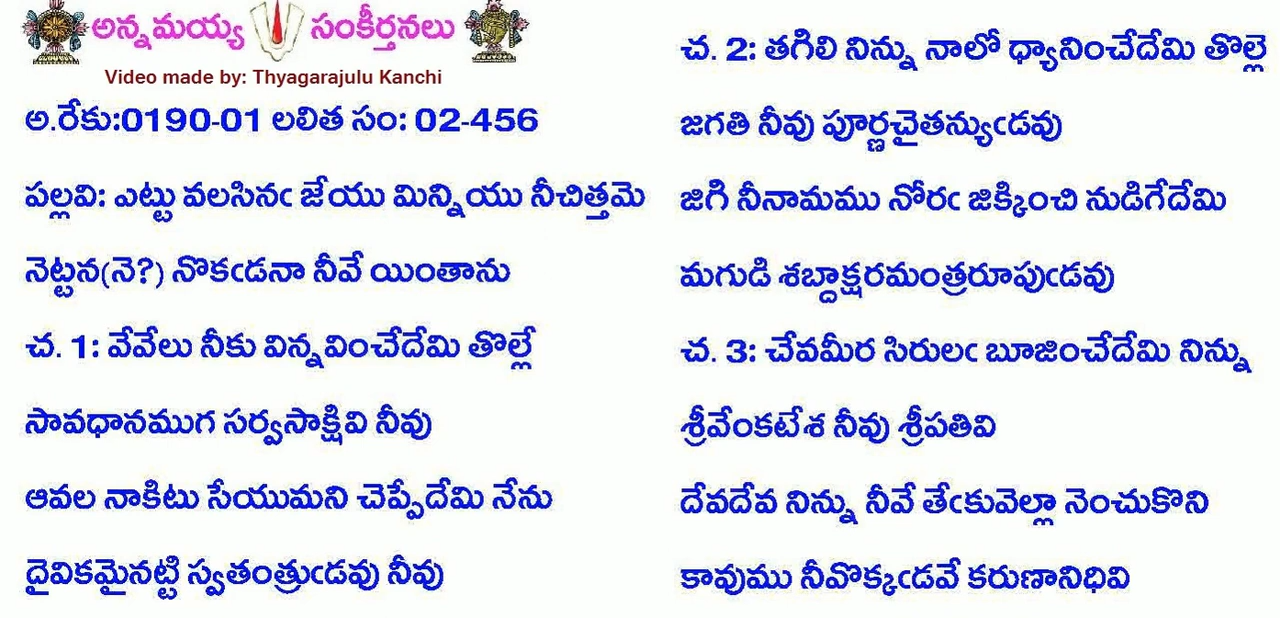 అన్నమయ్య సంకీర్తనలు
Video made by: Thyagarajulu Kanchi
అ.రేకు:0190-01 లలిత సం: 02-456
పల్లవి: ఎట్టు వలసినఁ జేయు మిన్నియు నీచిత్తమె
నెట్టన(నె?) నొకఁడనా నీవే యింతాను
చ. 1: వేవేలు నీకు విన్నవించేదేమి తొల్లే
సావధానముగ సర్వసాక్షివి నీవు
ఆవల నాకిటు సేయుమని చెప్పేదేమి నేను
దైవికమైనట్టి స్వతంత్రుఁడవు నీవు
చ. 2: తగిలి నిన్ను నాలో ధ్యానించేదేమి తొల్లె
జగతి నీవు పూర్ణచైతన్యుఁడవు
జిగి నీనామము నోరఁ జిక్కించి నుడిగేదేమి
మగుడి శబ్దాక్షరమంత్రరూపుఁడవు
చ. 3: చేవమీర సిరులఁ బూజించేదేమి నిన్ను
శ్రీవేంకటేశ నీవు శ్రీపతివి
దేవదేవ నిన్ను నీవే తేఁకువెల్లా నెంచుకొని
కావుము నీవొక్కఁడవే కరుణానిధివి